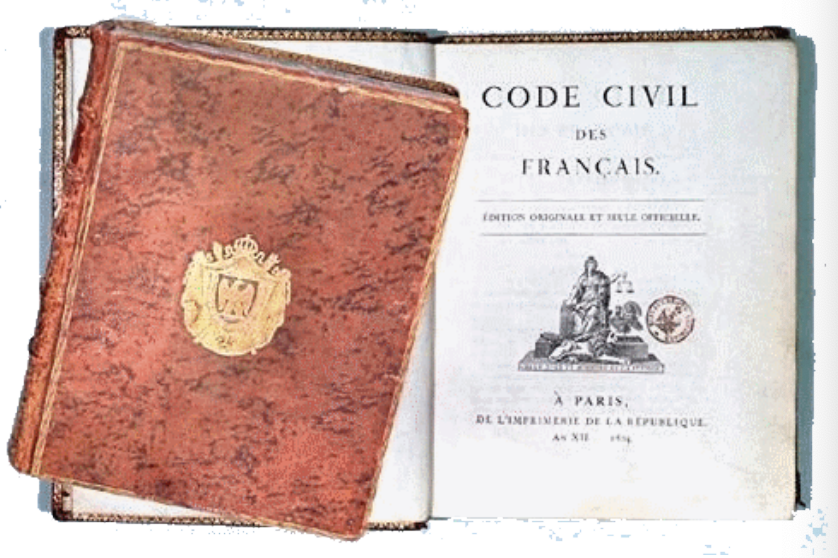 CODE CIVIL
DES
FRANÇAIS.
ÉDITION ORIGINALE ET SEULE OFFICIELLE.
À PARIS,
DE L'IMPRIMERIE DE LA RÉPUBLIQUE.
AN XII 1804.